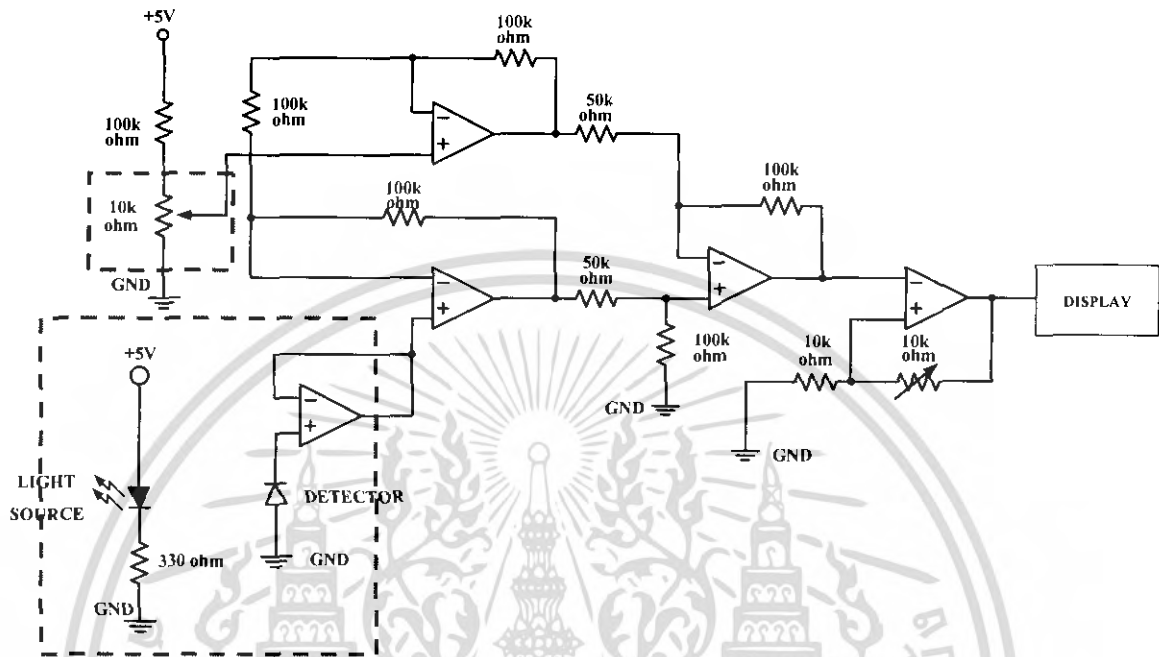 +5V
100k
ohm
10k
ohm
GND
100k
ohm
100k
ohm
-
+
50k
ohm
100k
ohm
-
+
50k
ohm
100k
ohm
GND
100k
ohm
-
+
-
+
10k
ohm
10k
ohm
GND
DISPLAY
+5V
LIGHT
SOURCE
330 ohm
GND
-
+
DETECTOR
GND